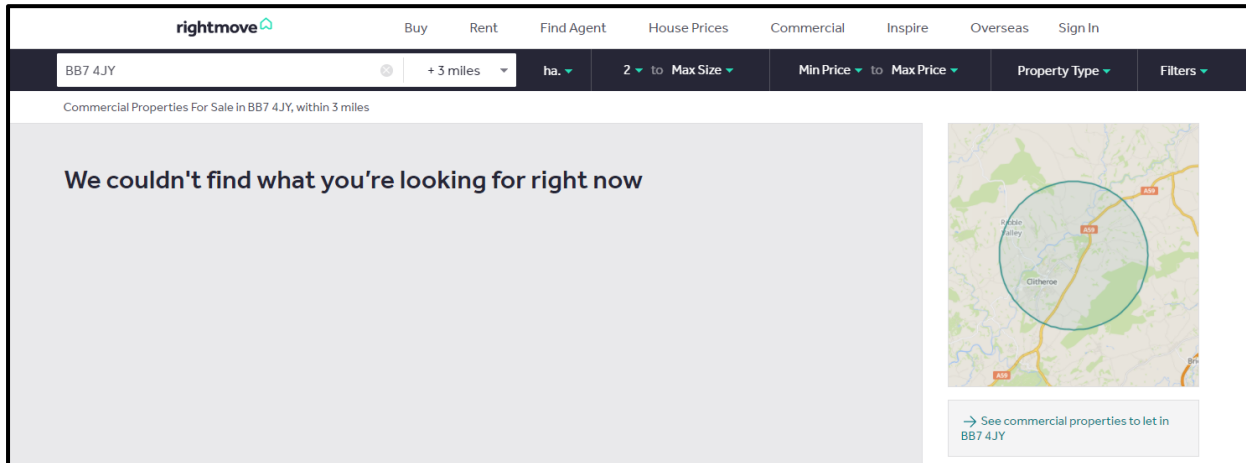 rightmove
Buy Rent Find Agent House Prices Commercial Inspire Overseas Sign In
BB7 4JY + 3 miles ha. 2 to Max Size Min Price to Max Price Property Type Filters
Commercial Properties For Sale in BB7 4JY, within 3 miles
We couldn't find what you're looking for right now
A59
Ribble
Valley
A59
Clitheroe
A59
→ See commercial properties to let in
BB7 4JY